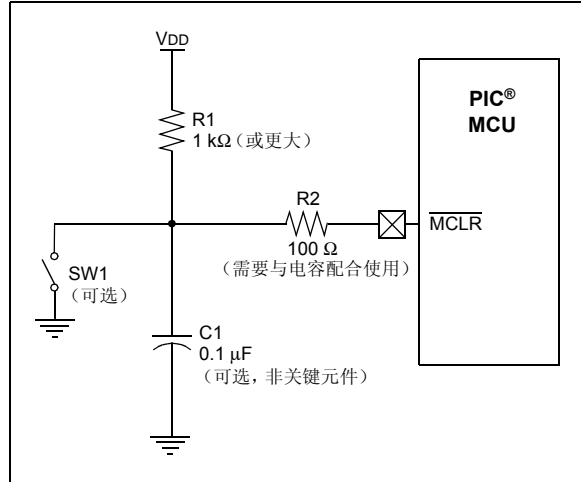 VDD
R1
1 kΩ（或更大）
PIC®
MCU
R2
MCLR
100 Ω
（需要与电容配合使用）
SW1
（可选）
C1
0.1 μF
（可选，非关键元件）